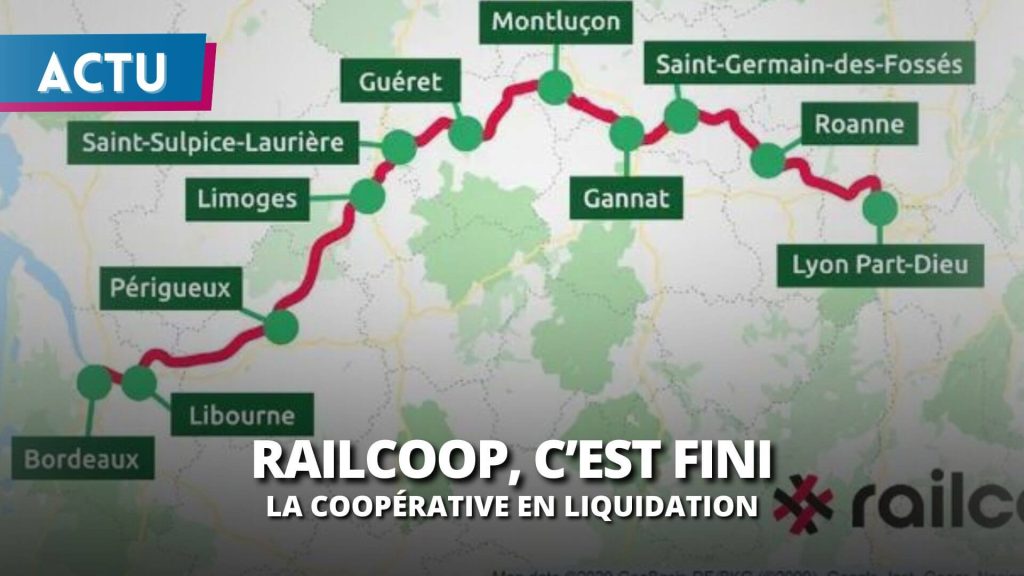 ACTU
Montluçon
Guéret
Saint-Germain-des-Fossés
Saint-Sulpice-Laurière
Roanne
Limoges
Gannat
Lyon Part-Dieu
Périgueux
Libourne
Bordeaux
RAILCOOP, C’EST FINI
LA COOPÉRATIVE EN LIQUIDATION
railco